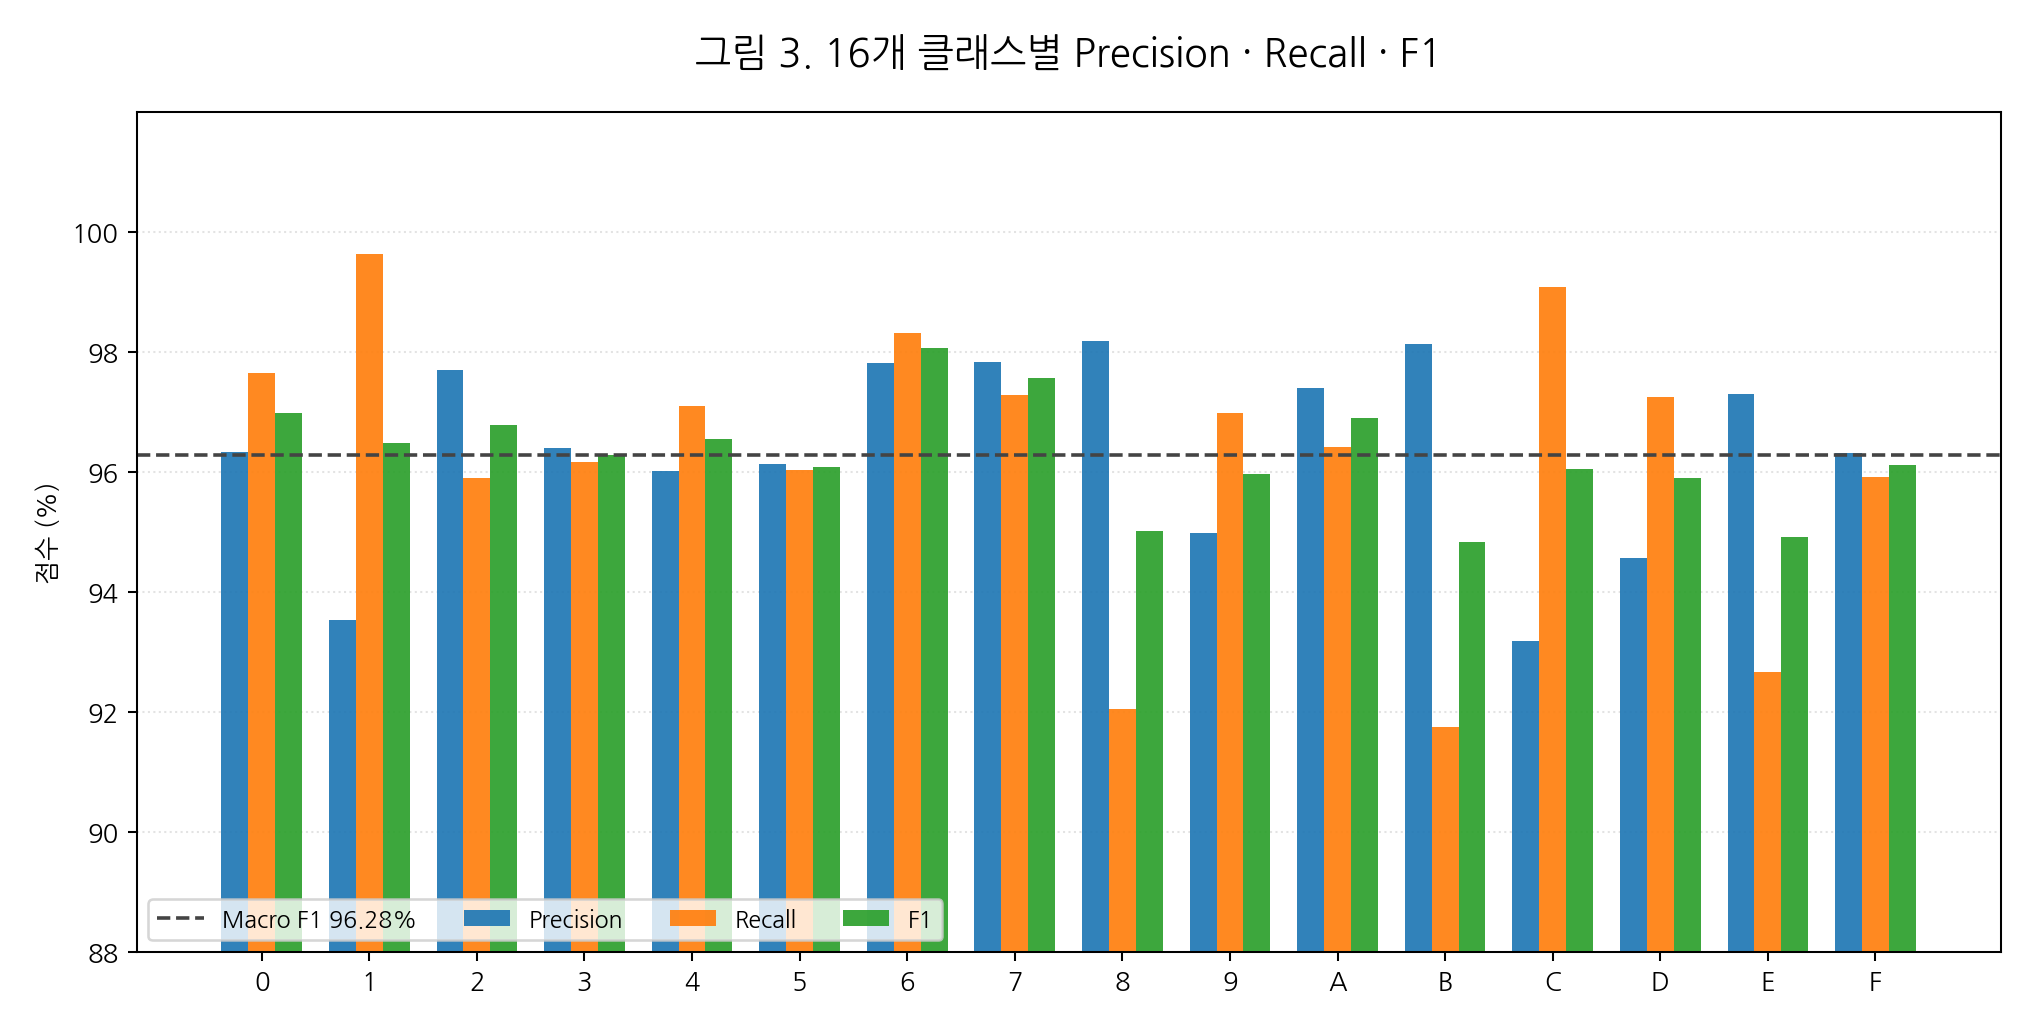 그림 3. 16개 클래스별 Precision · Recall · F1
점수 (%)
100
98
96
94
92
90
88
Macro F1 96.28% Precision Recall F1
0 1 2 3 4 5 6 7 8 9 A B C D E F